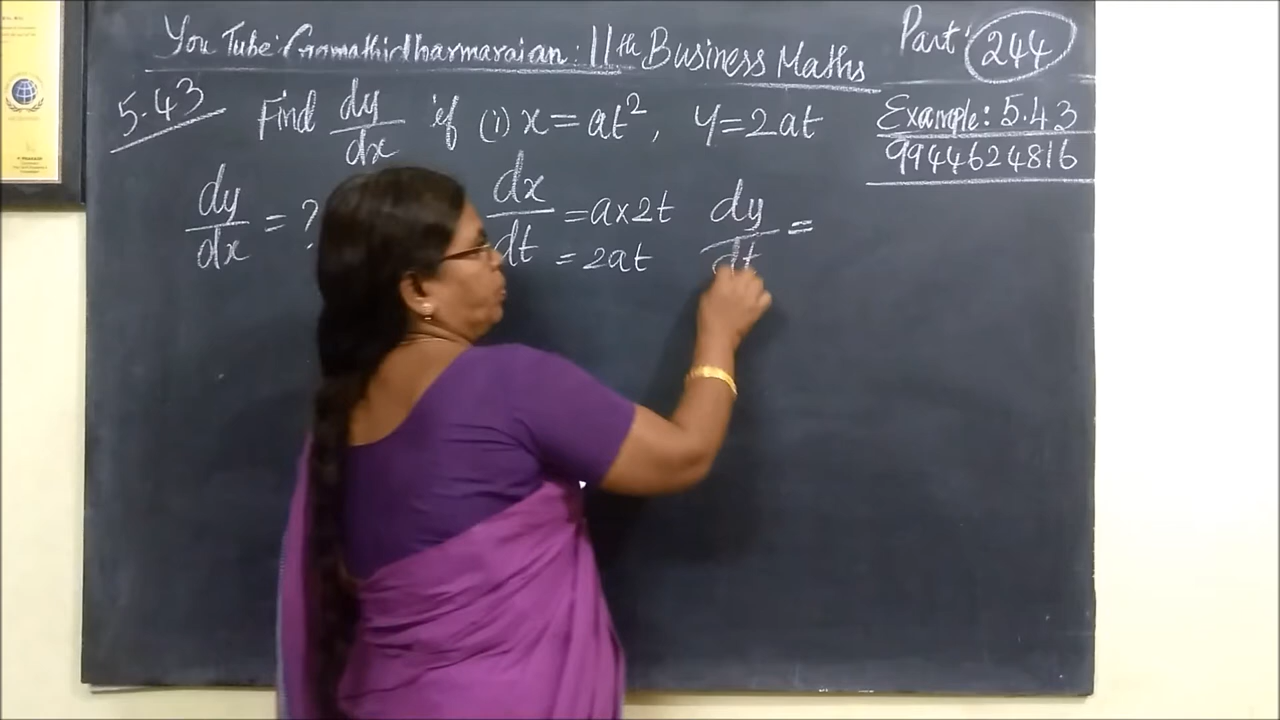 You Tube: Gomathidharmarajan: 11th Business Maths Part: 244
5.43 Find dy/dx if (i) x = at², y = 2at
Example: 5.43
9944624816
dy/dx = ?
dx/dt = a×2t
= 2at
dy/dt =